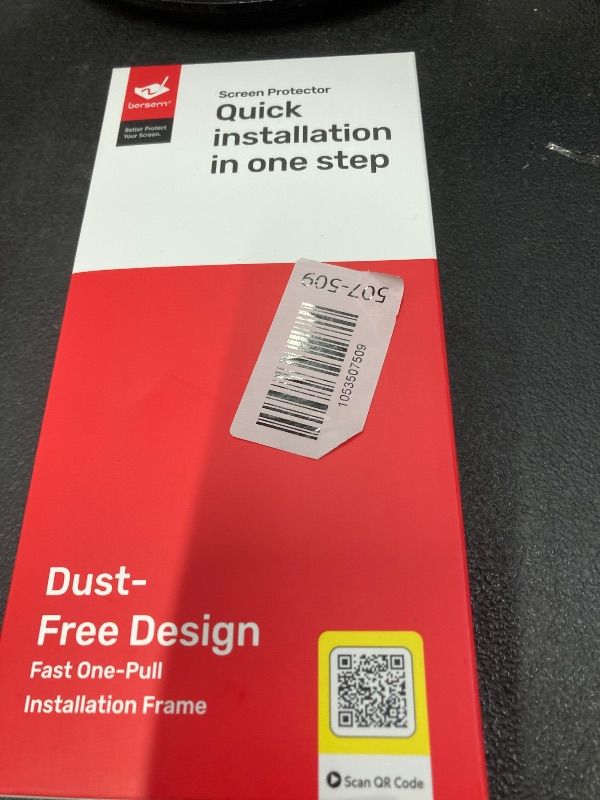 bersem®
Better Protect
Your Screen.
Screen Protector
Quick
installation
in one step
507-509
1053507509
Dust-
Free Design
Fast One-Pull
Installation Frame
Scan QR Code